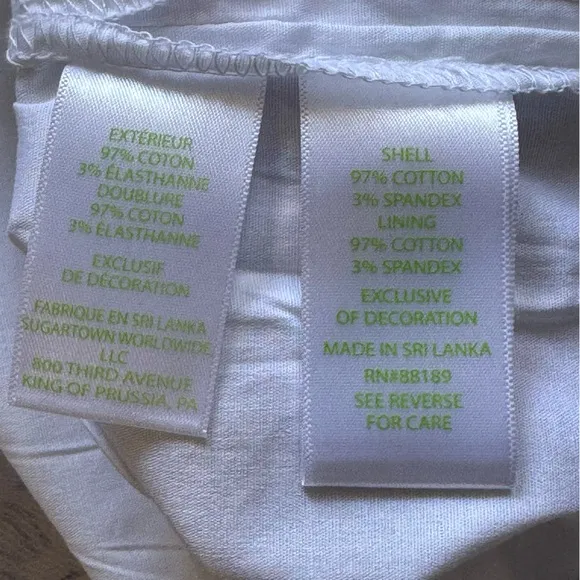 EXTÉRIEUR
97% COTON
3% ÉLASTHANNE
DOUBLURE
97% COTON
3% ÉLASTHANNE
EXCLUSIF
DE DÉCORATION
FABRIQUE EN SRI LANKA
SUGARTOWN WORLDWIDE,
LLC
800 THIRD AVENUE
KING OF PRUSSIA, PA
SHELL
97% COTTON
3% SPANDEX
LINING
97% COTTON
3% SPANDEX
EXCLUSIVE
OF DECORATION
MADE IN SRI LANKA
RN#88189
SEE REVERSE
FOR CARE